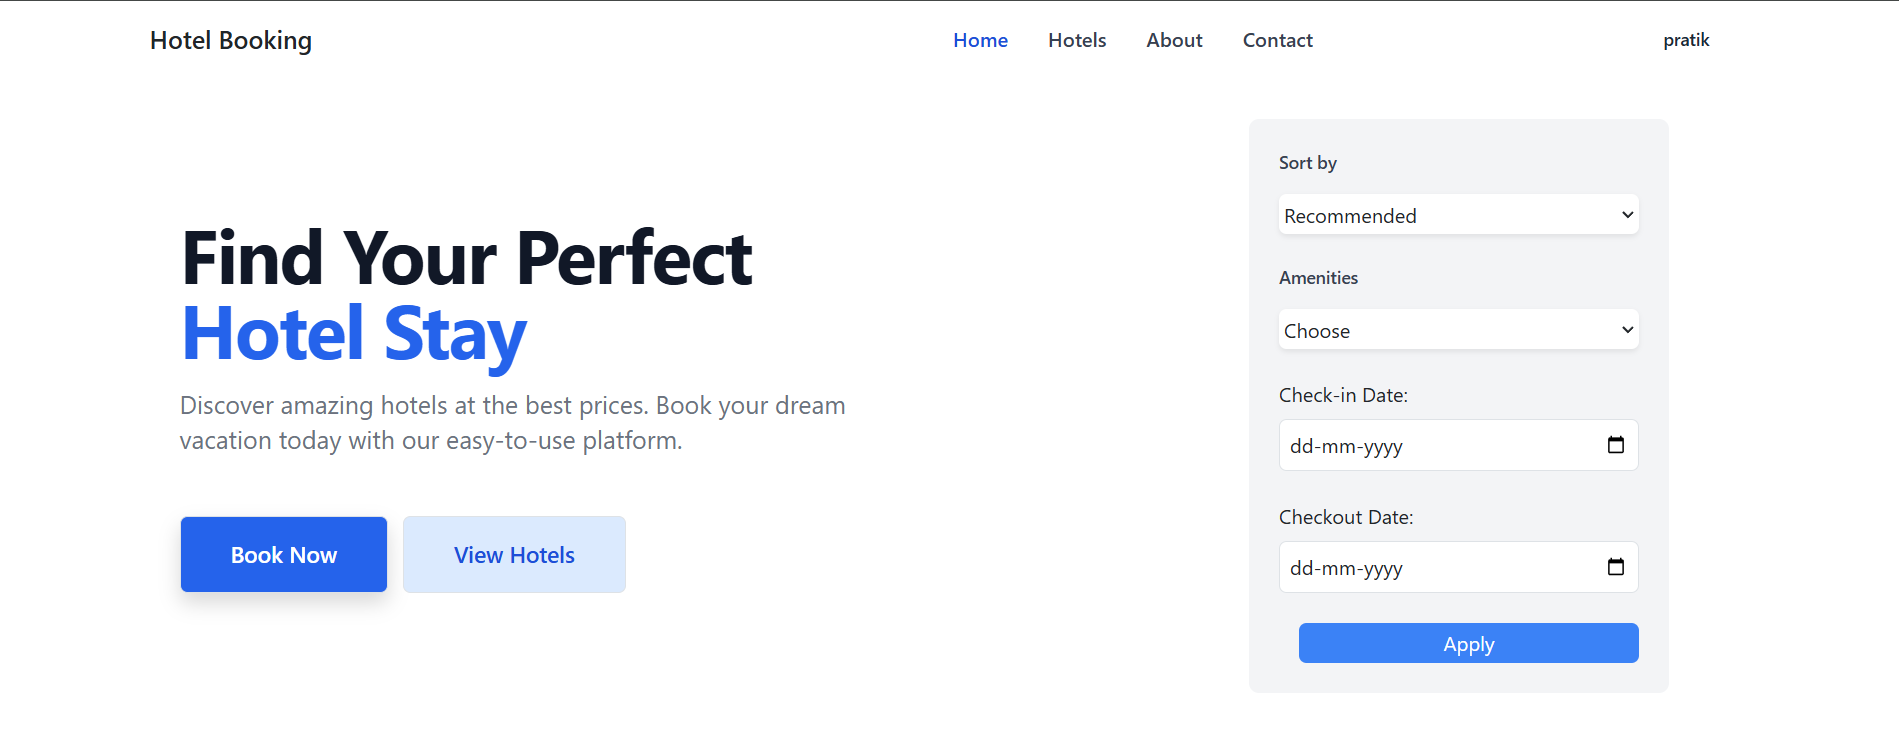 Hotel Booking
Home
Hotels
About
Contact
pratik
Find Your Perfect
Hotel Stay
Discover amazing hotels at the best prices. Book your dream
vacation today with our easy-to-use platform.
Book Now
View Hotels
Sort by
Recommended
Amenities
Choose
Check-in Date:
dd-mm-yyyy
Checkout Date:
dd-mm-yyyy
Apply